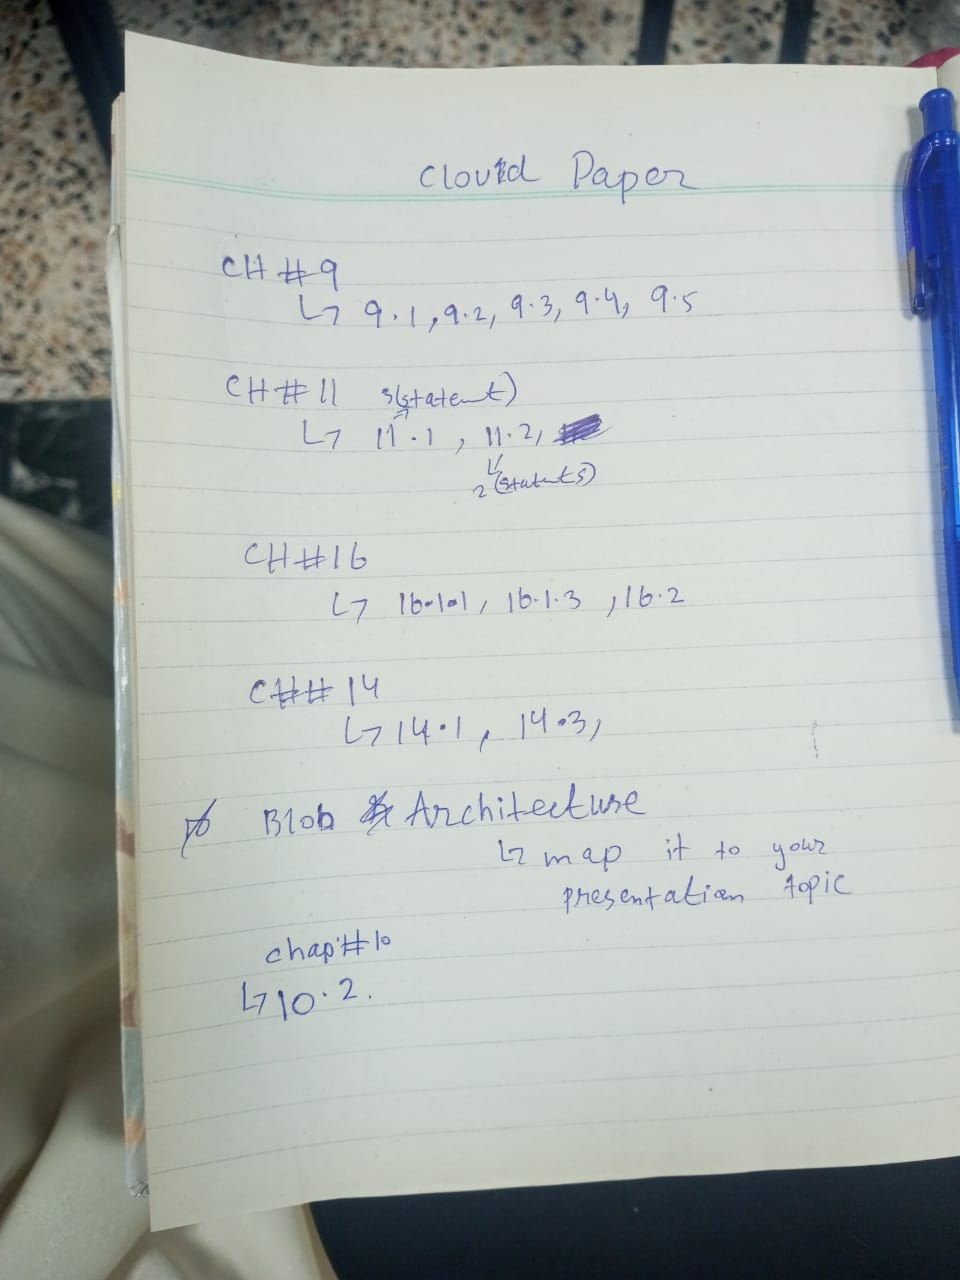 Cloud Paper
CH #9
↳ 9.1, 9.2, 9.3, 9.4, 9.5
CH #11 3(statemt)
↳ 11.1, 11.2,
2 (statmts)
CH #16
↳ 16.1.1, 16.1.3, 16.2
CH# 14
↳ 14.1, 14.3,
Blob & Architecture
↳ map it to your
presentation topic
chap # 10
↳ 10.2.